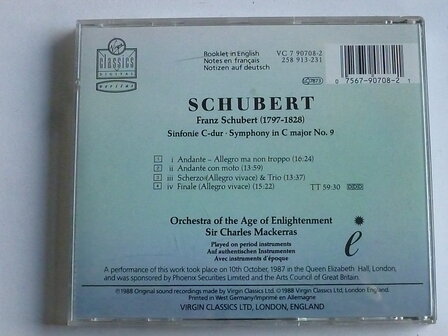 Virgin
classics
DIGITAL
veritas
Booklet in English
Notes en français
Notizen auf deutsch
VC 7 90708-2
258 913-231
0 7567-90708-2 1
SCHUBERT
Franz Schubert (1797-1828)
Sinfonie C-dur · Symphony in C major No. 9
1 i Andante – Allegro ma non troppo (16:24)
2 ii Andante con moto (13:59)
3 iii Scherzo (Allegro vivace) & Trio (13:37)
4 iv Finale (Allegro vivace) (15:22) TT 59:30 DDD
Orchestra of the Age of Enlightenment
Sir Charles Mackerras
Played on period instruments
Auf authentischen Instrumenten
Avec instruments d'époque
e
A performance of this work took place on 10th October, 1987 in the Queen Elizabeth Hall, London,
and was sponsored by Phoenix Securities Limited and the Arts Council of Great Britain.
℗1988 Original sound recordings made by Virgin Classics Ltd. ©1988 Virgin Classics Ltd.
Printed in West Germany/Imprimé en Allemagne
VIRGIN CLASSICS LTD, LONDON, ENGLAND